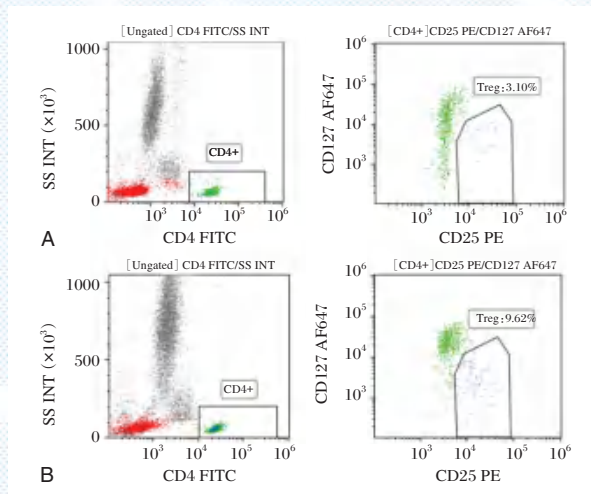 [Ungated] CD4 FITC/SS INT
1000
500
0
SS INT (×10³)
CD4+
10³ 10⁴ 10⁵ 10⁶
CD4 FITC
A
[CD4+]CD25 PE/CD127 AF647
10⁶
10⁵
10⁴
10³
CD127 AF647
Treg:3.10%
10³ 10⁴ 10⁵ 10⁶
CD25 PE
[Ungated] CD4 FITC/SS INT
1000
500
0
SS INT (×10³)
CD4+
10³ 10⁴ 10⁵ 10⁶
CD4 FITC
B
[CD4+]CD25 PE/CD127 AF647
10⁶
10⁵
10⁴
10³
CD127 AF647
Treg:9.62%
10³ 10⁴ 10⁵ 10⁶
CD25 PE